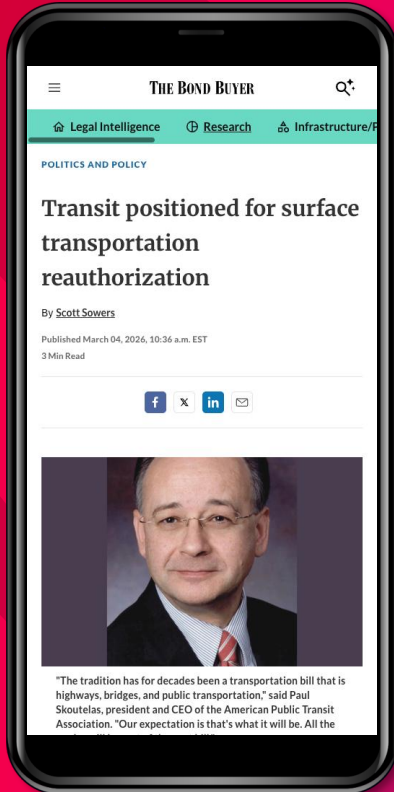 THE BOND BUYER
Legal Intelligence Research Infrastructure/P
POLITICS AND POLICY
Transit positioned for surface
transportation
reauthorization
By Scott Sowers
Published March 04, 2026, 10:36 a.m. EST
3 Min Read
f X in
"The tradition has for decades been a transportation bill that is
highways, bridges, and public transportation," said Paul
Skoutelas, president and CEO of the American Public Transit
Association. "Our expectation is that's what it will be. All the